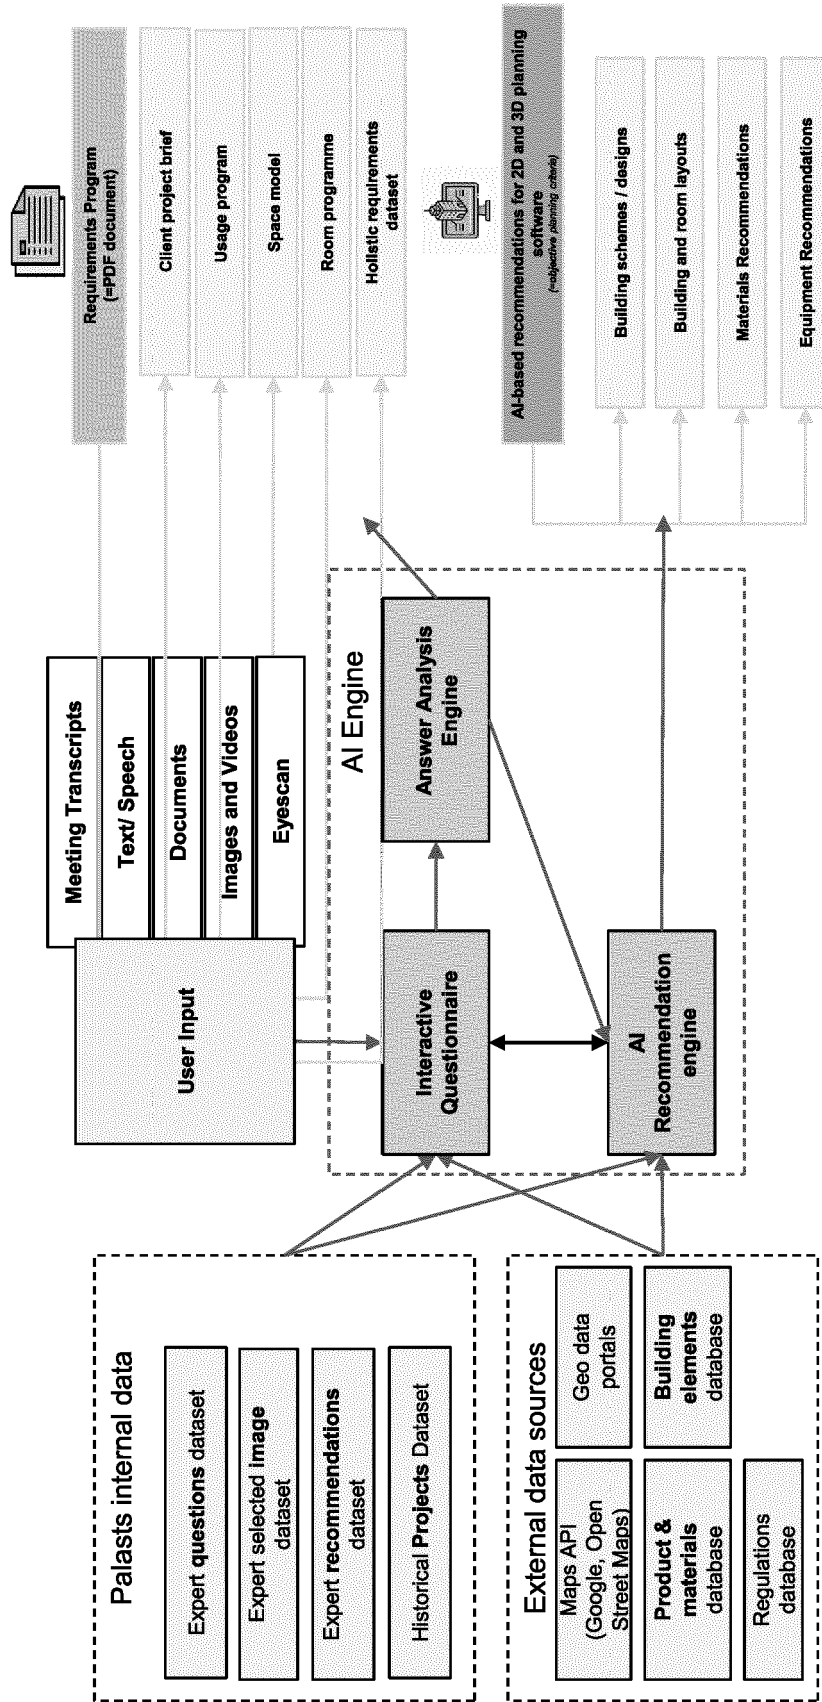 Palasts internal data
Expert questions dataset
Expert selected image
dataset
Expert recommendations
dataset
Historical Projects Dataset
External data sources
Maps API
(Google, Open
Street Maps)
Geo data
portals
Product &
materials
database
Building
elements
database
Regulations
database
User Input
Meeting Transcripts
Text/ Speech
Documents
Images and Videos
Eyescan
AI Engine
Interactive
Questionnaire
Answer Analysis
Engine
AI
Recommendation
engine
Requirements Program
(=PDF document)
Client project brief
Usage program
Space model
Room programme
Holistic requirements
dataset
AI-based recommendations for 2D and 3D planning
software
(=objective planning criteria)
Building schemes / designs
Building and room layouts
Materials Recommendations
Equipment Recommendations